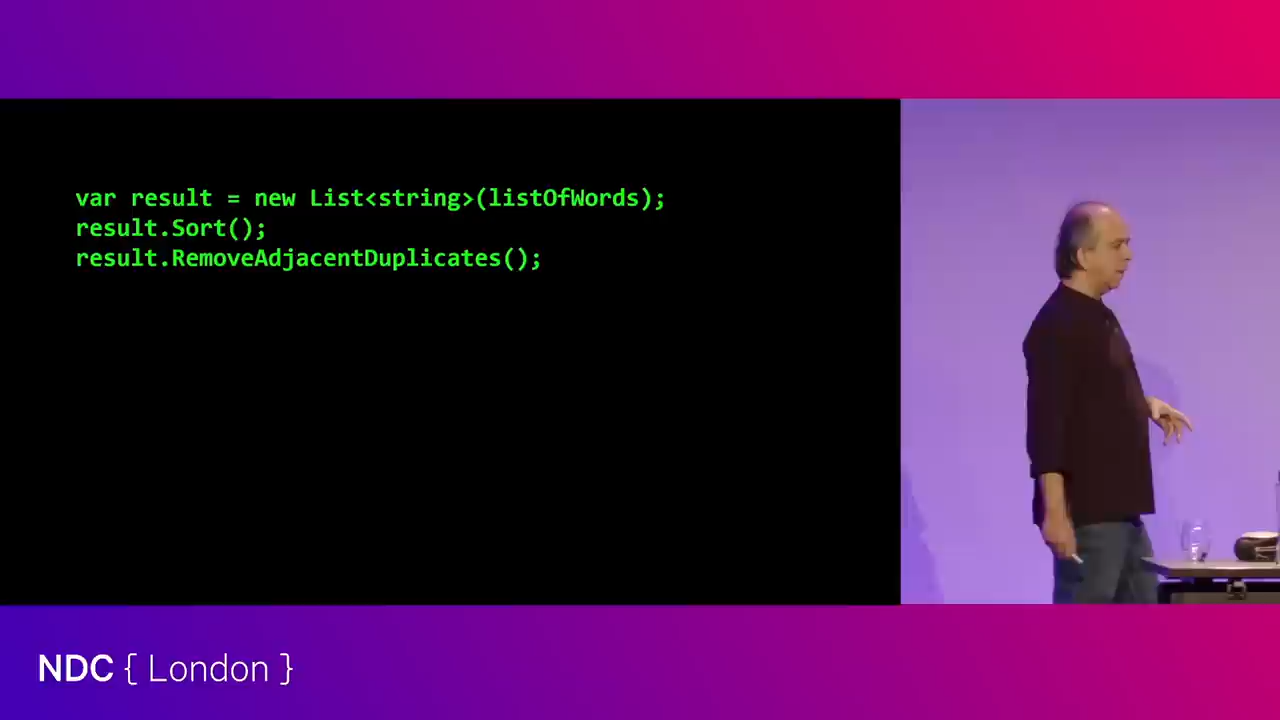 var result = new List<string>(listOfWords);
result.Sort();
result.RemoveAdjacentDuplicates();
NDC { London }